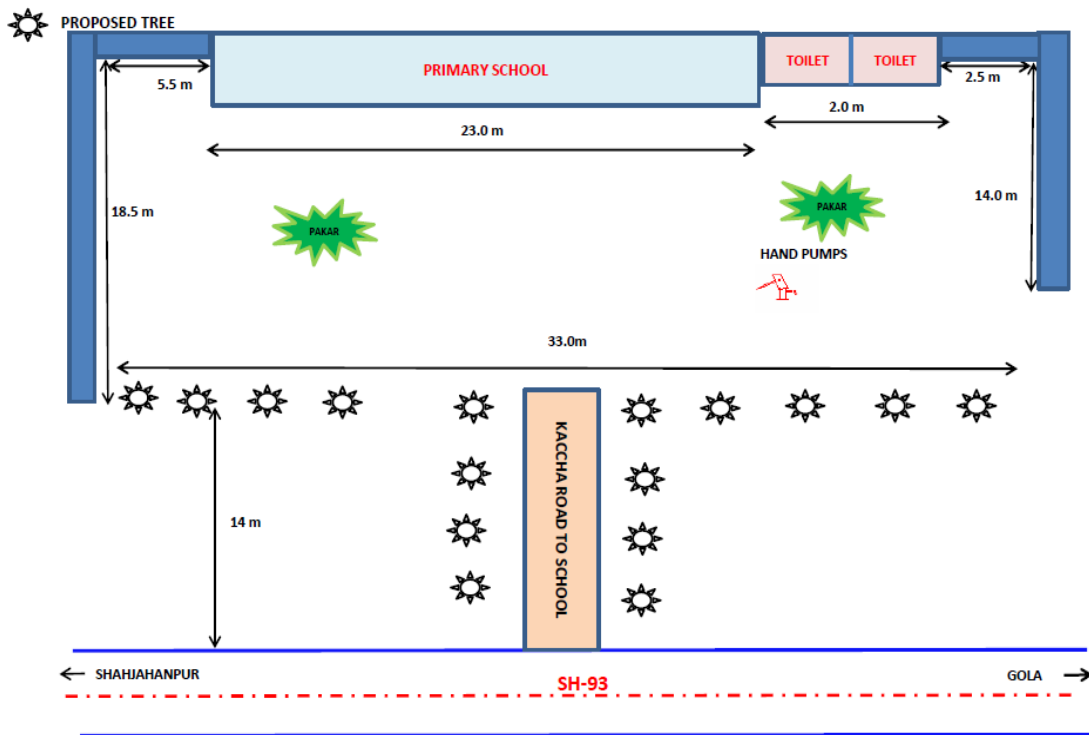 PROPOSED TREE
PRIMARY SCHOOL
TOILET
TOILET
5.5 m
2.5 m
2.0 m
23.0 m
18.5 m
14.0 m
PAKAR
PAKAR
HAND PUMPS
33.0m
KACCHA ROAD TO SCHOOL
14 m
SHAHJAHANPUR
GOLA
SH-93